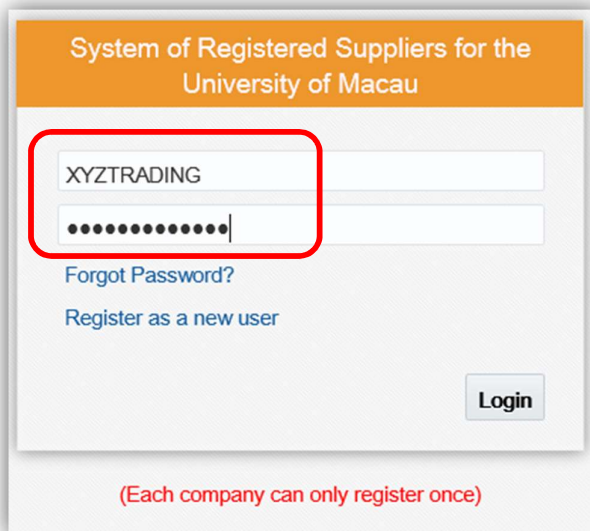 System of Registered Suppliers for the
University of Macau
XYZTRADING
●●●●●●●●●●●●●
Forgot Password?
Register as a new user
Login
(Each company can only register once)